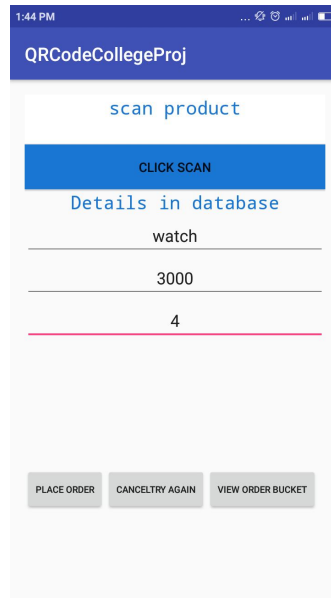 1:44 PM ...
QRCodeCollegeProj
scan product
CLICK SCAN
Details in database
watch
3000
4
PLACE ORDER CANCELTRY AGAIN VIEW ORDER BUCKET